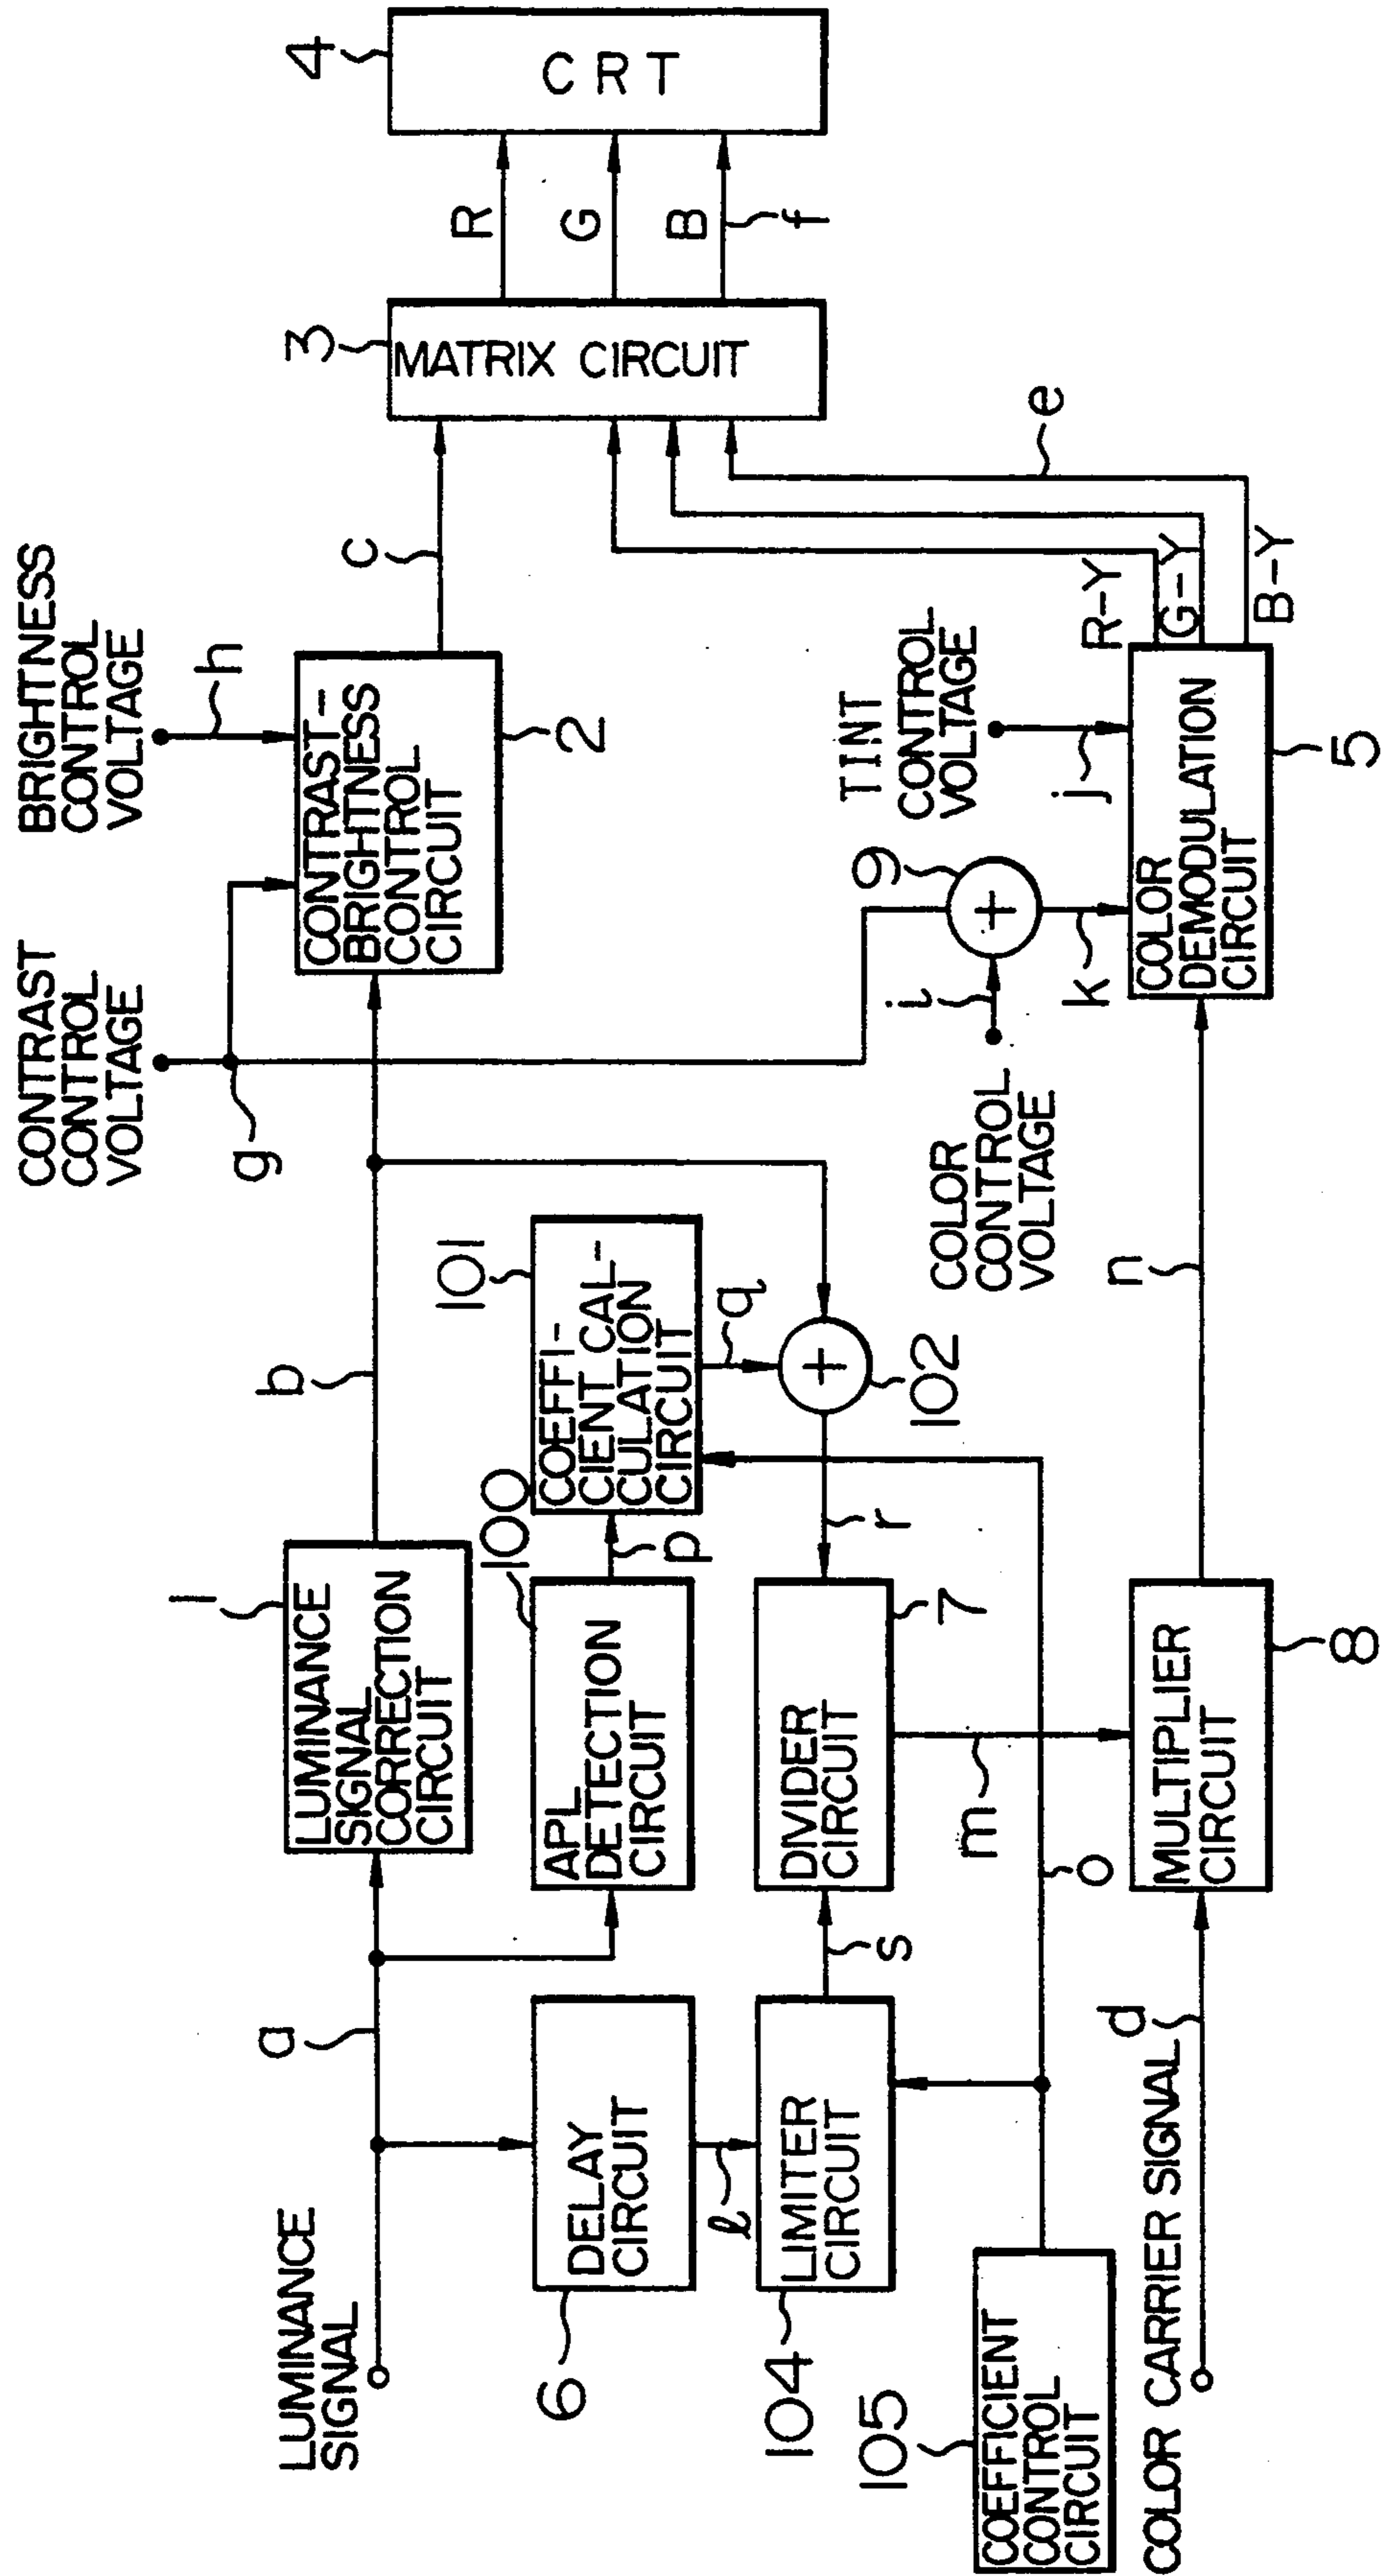 LUMINANCE
SIGNAL
a
1
LUMINANCE
SIGNAL
CORRECTION
CIRCUIT
b
CONTRAST
CONTROL
VOLTAGE
g
BRIGHTNESS
CONTROL
VOLTAGE
h
CONTRAST-
BRIGHTNESS
CONTROL
CIRCUIT
2
c
3
MATRIX CIRCUIT
R
G
B
f
4
CRT
6
DELAY
CIRCUIT
l
100
APL
DETECTION
CIRCUIT
p
101
COEFFI-
CIENT CAL-
CULATION
CIRCUIT
q
+
102
r
104
LIMITER
CIRCUIT
s
DIVIDER
CIRCUIT
7
m
o
105
COEFFICIENT
CONTROL
CIRCUIT
COLOR CARRIER SIGNAL
d
MULTIPLIER
CIRCUIT
8
n
COLOR
CONTROL
VOLTAGE
i
9
+
k
TINT
CONTROL
VOLTAGE
j
COLOR
DEMODULATION
CIRCUIT
5
R-Y
G-Y
B-Y
e